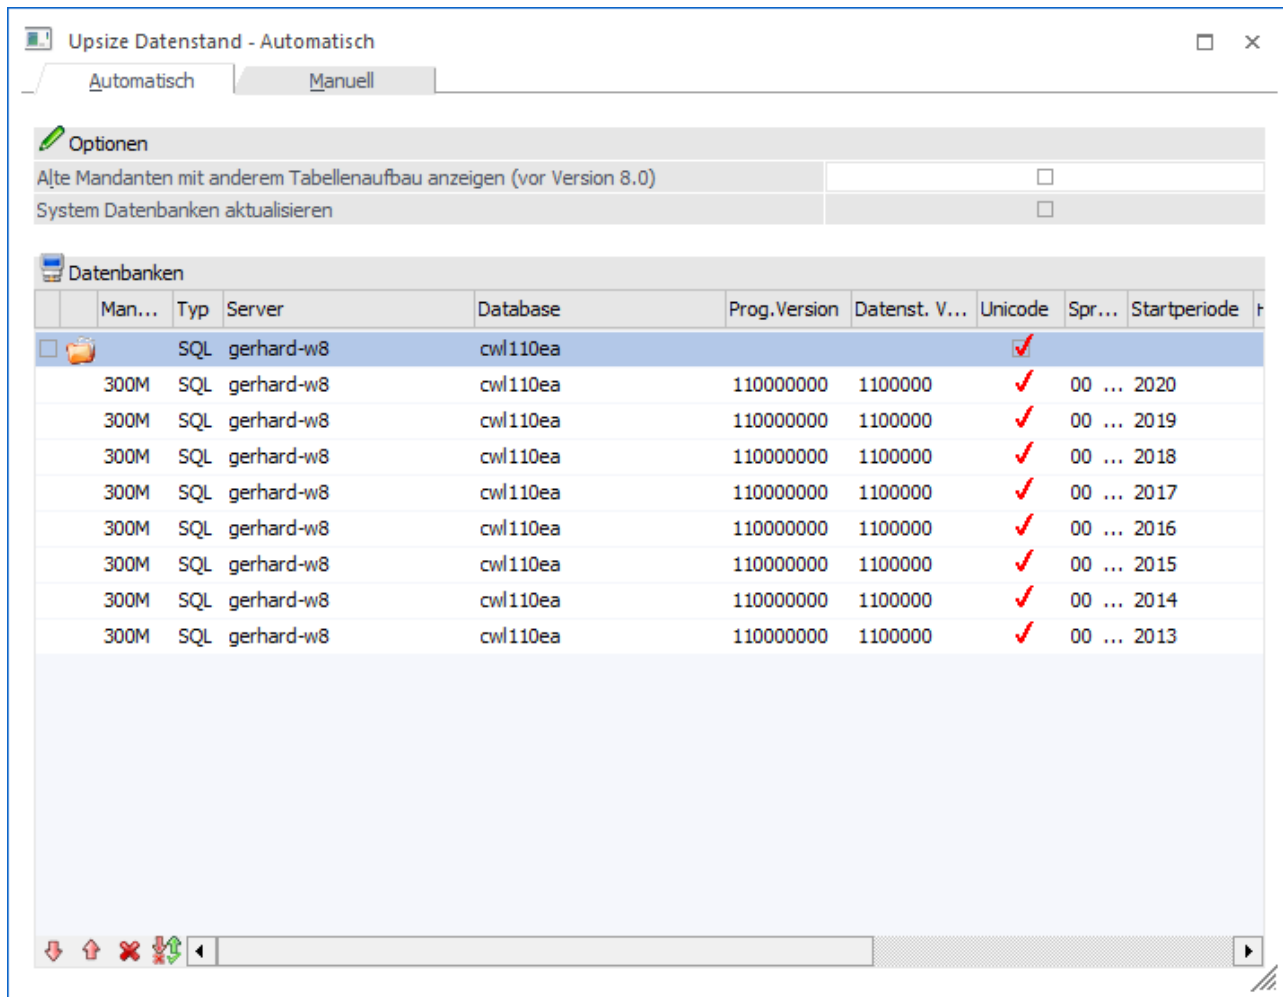 Upsize Datenstand - Automatisch
Automatisch Manuell
Optionen
Alte Mandanten mit anderem Tabellenaufbau anzeigen (vor Version 8.0)
System Datenbanken aktualisieren
Datenbanken
Man... Typ Server Database Prog.Version Datenst. V... Unicode Spr... Startperiode
SQL gerhard-w8 cwl110ea
300M SQL gerhard-w8 cwl110ea 110000000 1100000 00 ... 2020
300M SQL gerhard-w8 cwl110ea 110000000 1100000 00 ... 2019
300M SQL gerhard-w8 cwl110ea 110000000 1100000 00 ... 2018
300M SQL gerhard-w8 cwl110ea 110000000 1100000 00 ... 2017
300M SQL gerhard-w8 cwl110ea 110000000 1100000 00 ... 2016
300M SQL gerhard-w8 cwl110ea 110000000 1100000 00 ... 2015
300M SQL gerhard-w8 cwl110ea 110000000 1100000 00 ... 2014
300M SQL gerhard-w8 cwl110ea 110000000 1100000 00 ... 2013